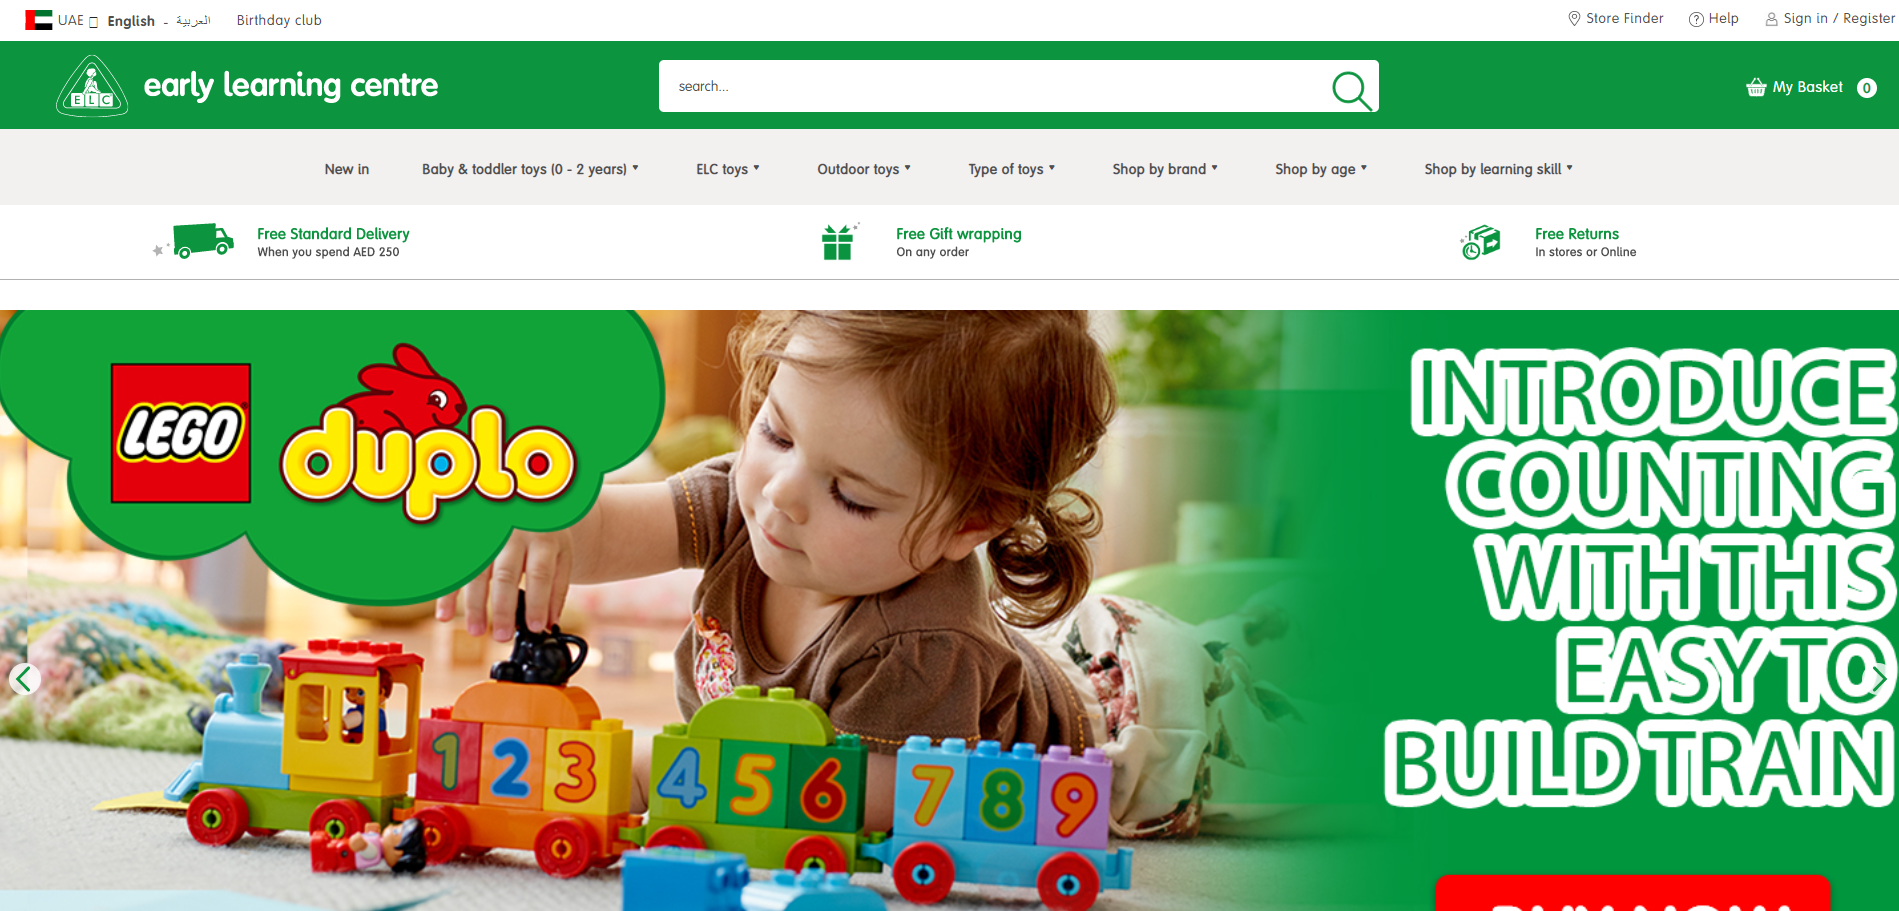 UAE English - العربية Birthday club
Store Finder Help Sign in / Register
ELC early learning centre
search...
My Basket 0
New in Baby & toddler toys (0 - 2 years) ELC toys Outdoor toys Type of toys Shop by brand Shop by age Shop by learning skill
Free Standard Delivery
When you spend AED 250
Free Gift wrapping
On any order
Free Returns
In stores or Online
LEGO duplo
INTRODUCE
COUNTING
WITH THIS
EASY TO
BUILD TRAIN
1 2 3 4 5 6 7 8 9